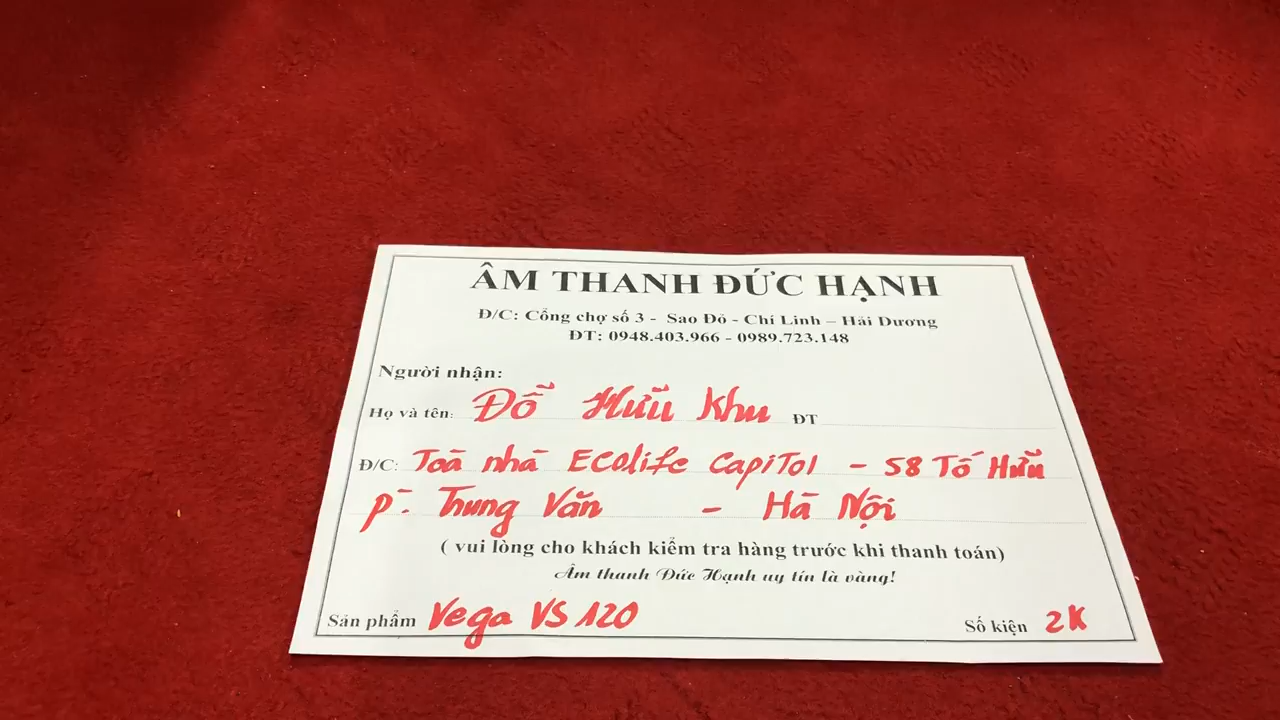 ÂM THANH ĐỨC HẠNH
Đ/C: Cổng chợ số 3 - Sao Đỏ - Chí Linh – Hải Dương
ĐT: 0948.403.966 - 0989.723.148
Người nhận:
Họ và tên: Đỗ Hữu Khu ĐT
Đ/C: Toà nhà Ecolife Capitol - 58 Tố Hữu
P. Trung Văn - Hà Nội
( vui lòng cho khách kiểm tra hàng trước khi thanh toán)
Âm thanh Đức Hạnh uy tín là vàng!
Sản phẩm Vega VS 120 Số kiện 2K